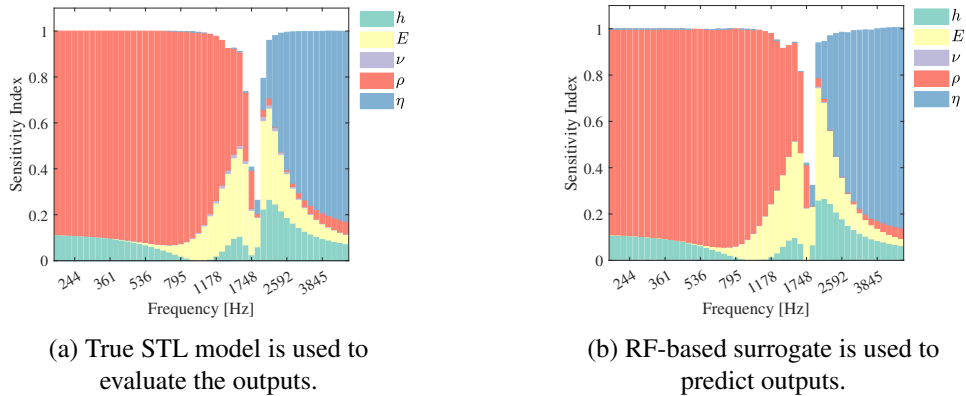 1
0.8
0.6
0.4
0.2
0
Sensitivity Index
244 361 536 795 1178 1748 2592 3845
Frequency [Hz]
h
E
ν
ρ
η
(a) True STL model is used to
evaluate the outputs.
1
0.8
0.6
0.4
0.2
0
Sensitivity Index
244 361 536 795 1178 1748 2592 3845
Frequency [Hz]
h
E
ν
ρ
η
(b) RF-based surrogate is used to
predict outputs.